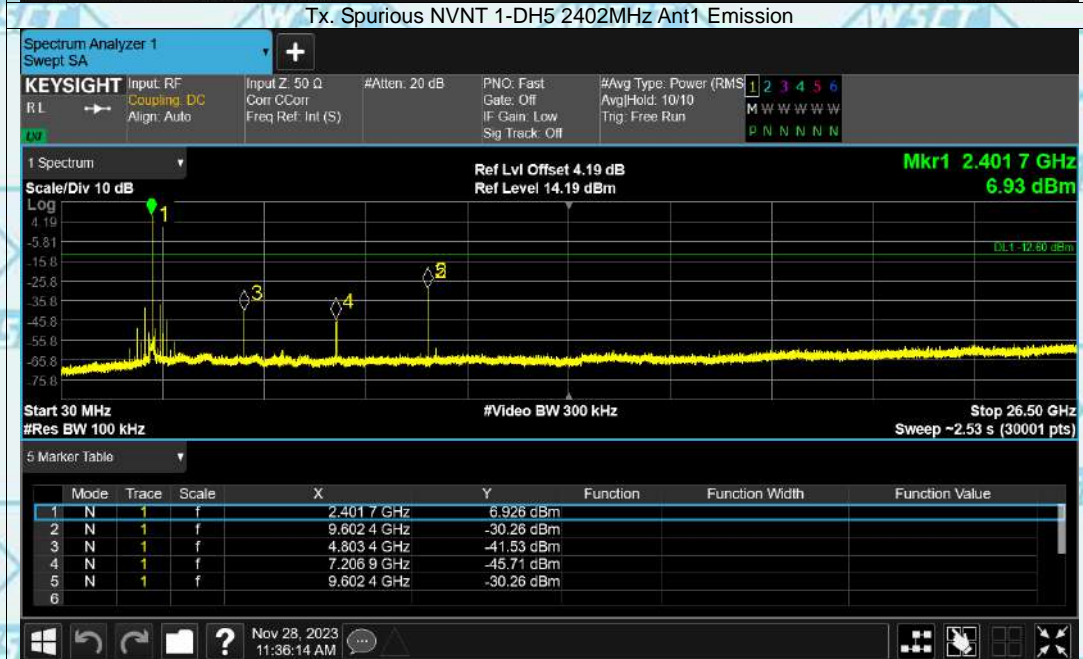 Tx. Spurious NVNT 1-DH5 2402MHz Ant1 Emission
Spectrum Analyzer 1
Swept SA
+
KEYSIGHT
RL
LXI
Input: RF
Coupling: DC
Align: Auto
Input Z: 50 Ω
Corr CCorr
Freq Ref: Int (S)
#Atten: 20 dB
PNO: Fast
Gate: Off
IF Gain: Low
Sig Track: Off
#Avg Type: Power (RMS
Avg|Hold: 10/10
Trig: Free Run
1 2 3 4 5 6
M W W W W W
P N N N N N
1 Spectrum
Scale/Div 10 dB
Ref Lvl Offset 4.19 dB
Ref Level 14.19 dBm
Mkr1 2.401 7 GHz
6.93 dBm
Log
4.19
-5.81
-15.8
-25.8
-35.8
-45.8
-55.8
-65.8
-75.8
1
3
4
DL1 -12.60 dBm
Start 30 MHz
#Video BW 300 kHz
Stop 26.50 GHz
#Res BW 100 kHz
Sweep ~2.53 s (30001 pts)
5 Marker Table
Mode Trace Scale X Y Function Function Width Function Value
1 N 1 f 2.401 7 GHz 6.926 dBm
2 N 1 f 9.602 4 GHz -30.26 dBm
3 N 1 f 4.803 4 GHz -41.53 dBm
4 N 1 f 7.206 9 GHz -45.71 dBm
5 N 1 f 9.602 4 GHz -30.26 dBm
6
?
Nov 28, 2023
11:36:14 AM